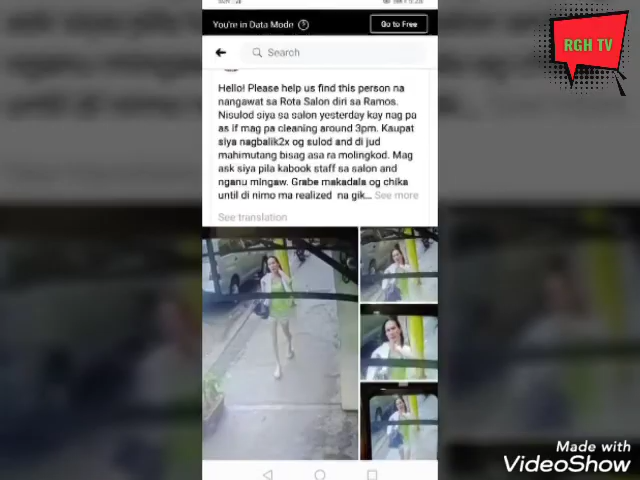 You're in Data Mode
Go to Free
RGH TV
Search
Hello! Please help us find this person na
nangawat sa Rota Salon diri sa Ramos.
Nisulod siya sa salon yesterday kay nag pa
as if mag pa cleaning around 3pm. Kaupat
siya nagbalik2x og sulod and di jud
mahimutang bisag asa ra molingkod. Mag
ask siya pila kabook staff sa salon and
nganu mingaw. Grabe makadala og chika
until di nimo ma realized na gik... See more
See translation
Made with
VideoShow